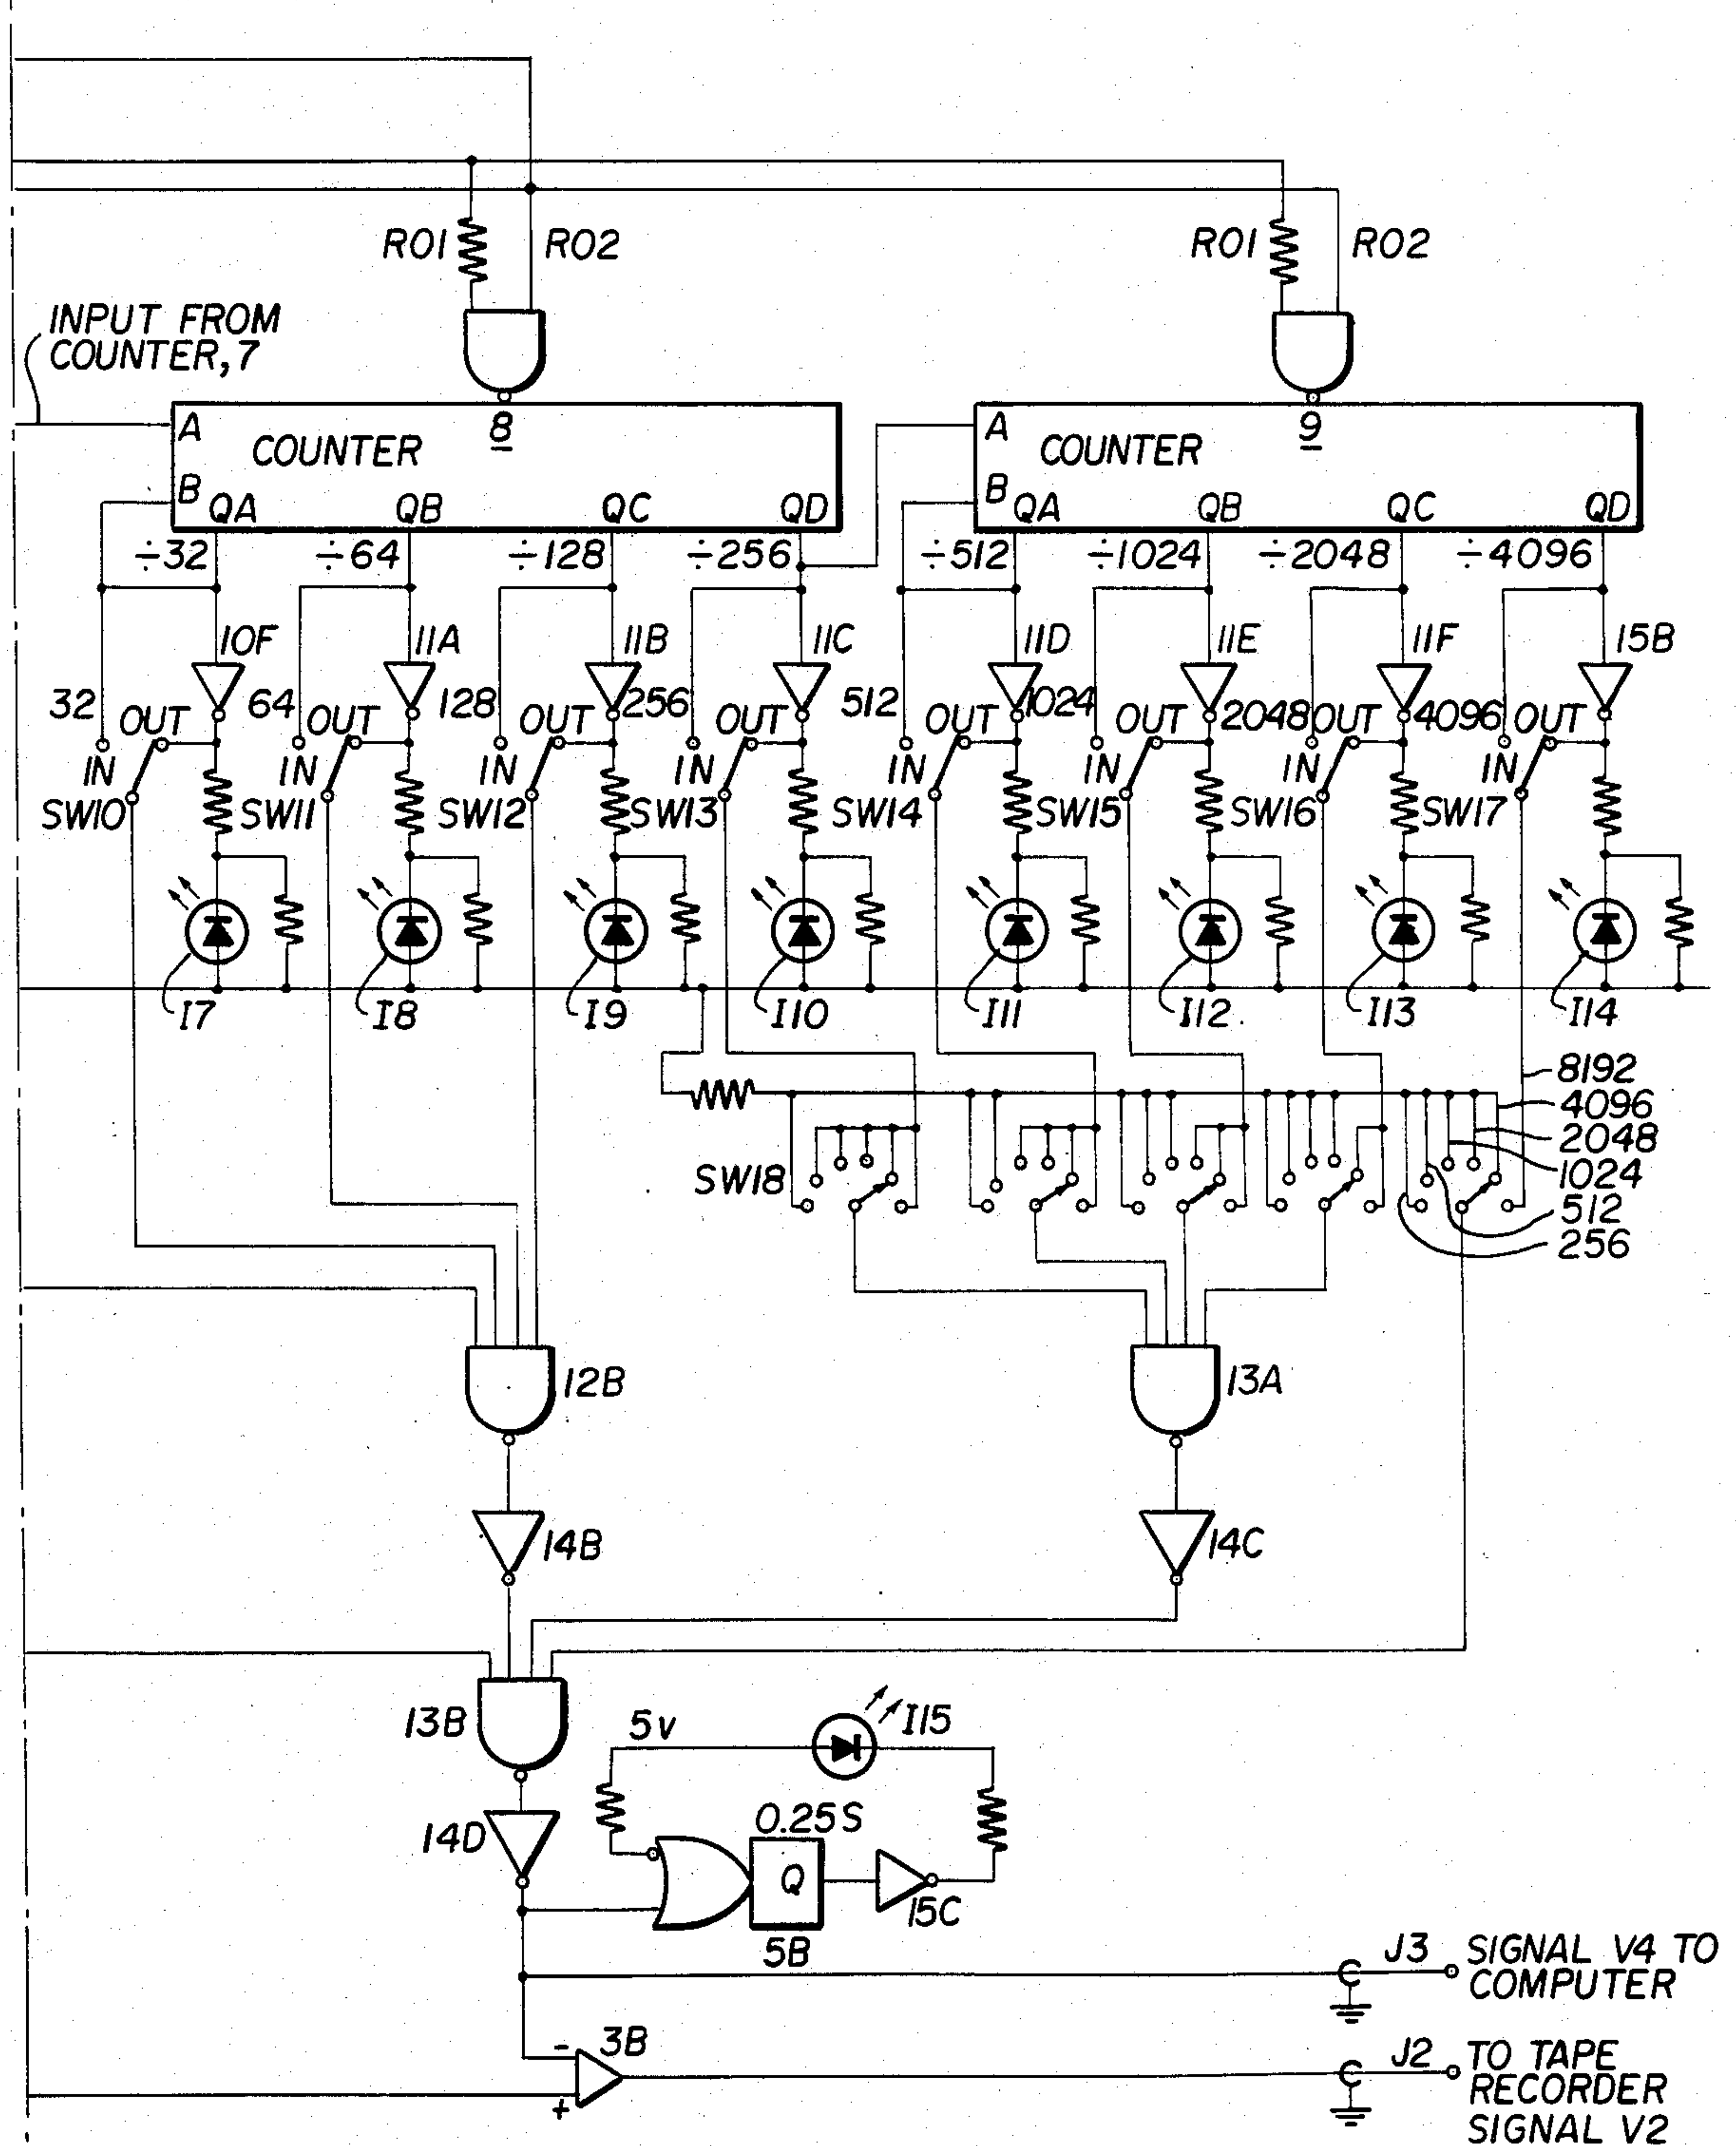 RO1 RO2 RO1 RO2
INPUT FROM
COUNTER, 7
A 8 A 9
COUNTER COUNTER
B QA QB QC QD B QA QB QC QD
÷32 ÷64 ÷128 ÷256 ÷512 ÷1024 ÷2048 ÷4096
10F 11A 11B 11C 11D 11E 11F 15B
32 OUT 64 OUT 128 OUT 256 OUT 512 OUT 1024 OUT 2048 OUT 4096 OUT
IN IN IN IN IN IN IN IN
SW10 SW11 SW12 SW13 SW14 SW15 SW16 SW17
I7 I8 I9 I10 I11 I12 I13 I14
8192
4096
2048
SW18 1024
512
256
12B 13A
14B 14C
13B 5v I15
14D 0.25S
Q
15C
5B
J3 SIGNAL V4 TO
COMPUTER
- 3B
J2 TO TAPE
+ RECORDER
SIGNAL V2